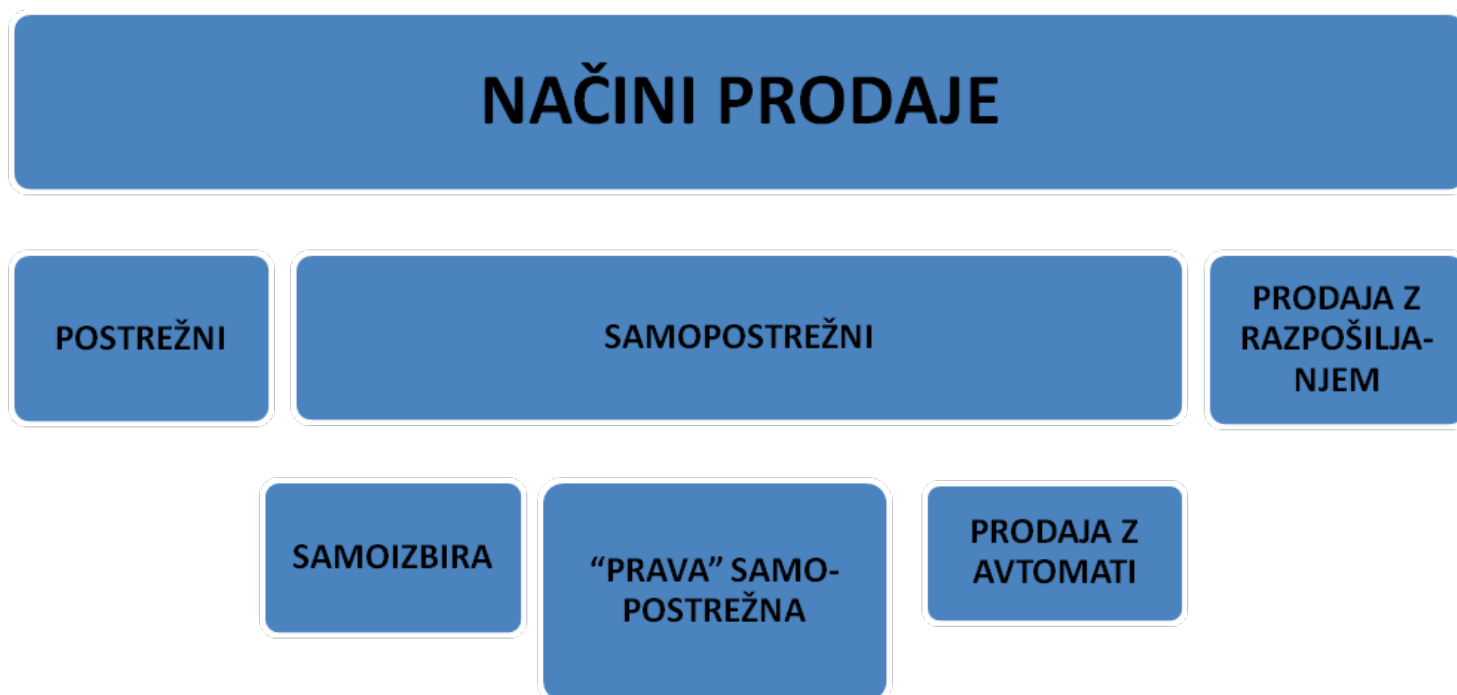 NAČINI PRODAJE
POSTREŽNI
SAMOPOSTREŽNI
PRODAJA Z
RAZPOŠILJA-
NJEM
SAMOIZBIRA
“PRAVA” SAMO-
POSTREŽNA
PRODAJA Z
AVTOMATI